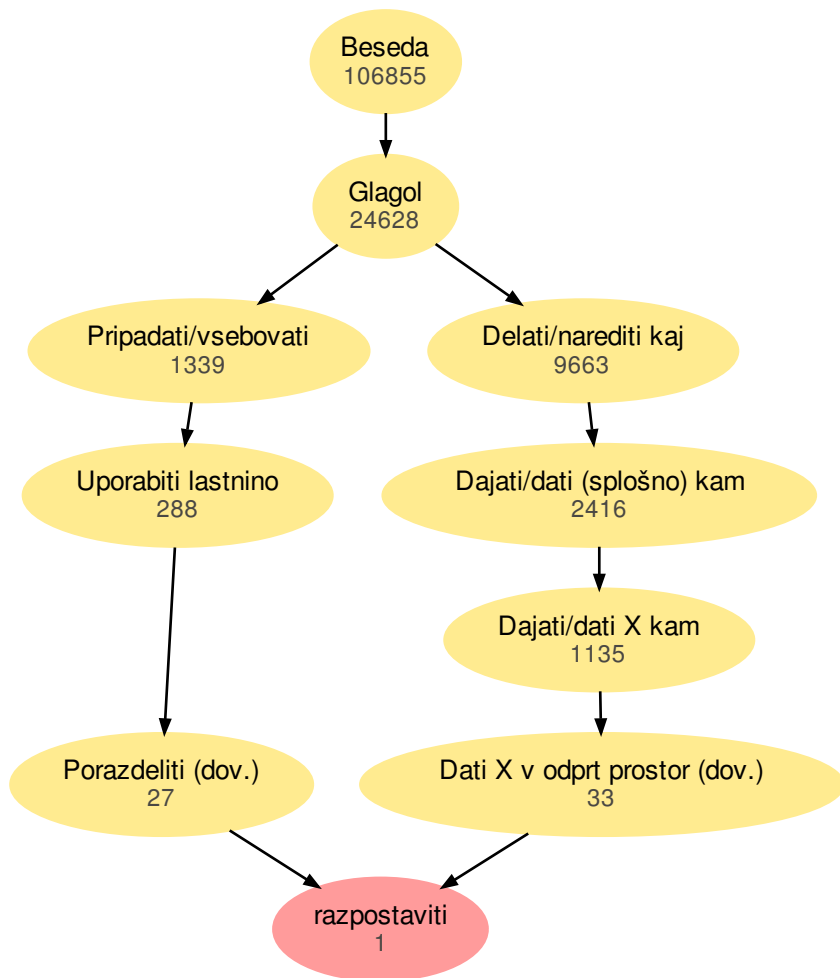 Beseda
106855
Glagol
24628
Pripadati/vsebovati
1339
Delati/narediti kaj
9663
Uporabiti lastnino
288
Dajati/dati (splošno) kam
2416
Dajati/dati X kam
1135
Porazdeliti (dov.)
27
Dati X v odprt prostor (dov.)
33
razpostaviti
1